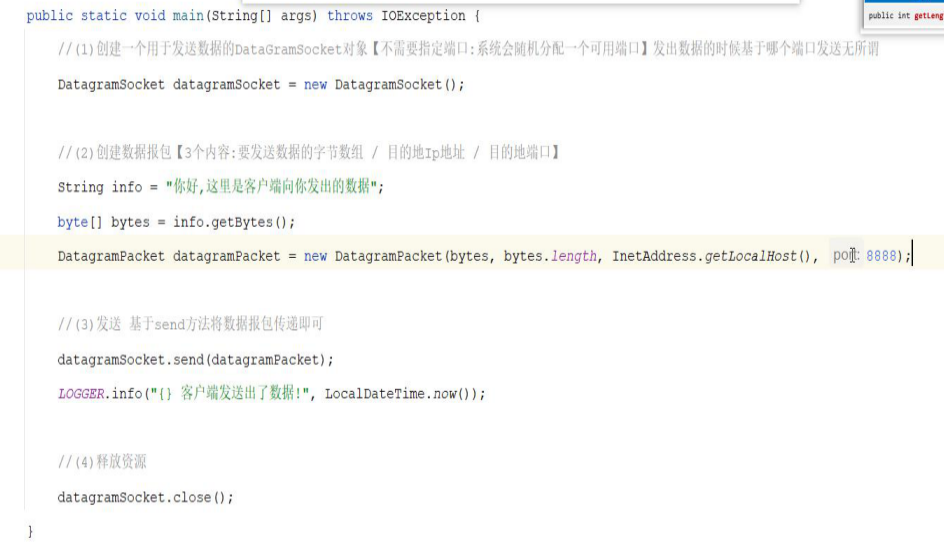 public int getLeng
public static void main(String[] args) throws IOException {
//(1)创建一个用于发送数据的DataGramSocket对象【不需要指定端口:系统会随机分配一个可用端口】发出数据的时候基于哪个端口发送无所谓
DatagramSocket datagramSocket = new DatagramSocket();
//(2)创建数据报包【3个内容:要发送数据的字节数组 / 目的地Ip地址 / 目的地端口】
String info = "你好,这里是客户端向你发出的数据";
byte[] bytes = info.getBytes();
DatagramPacket datagramPacket = new DatagramPacket(bytes, bytes.length, InetAddress.getLocalHost(), port: 8888);
//(3)发送 基于send方法将数据报包传递即可
datagramSocket.send(datagramPacket);
LOGGER.info("{} 客户端发送出了数据!", LocalDateTime.now());
//(4)释放资源
datagramSocket.close();
}